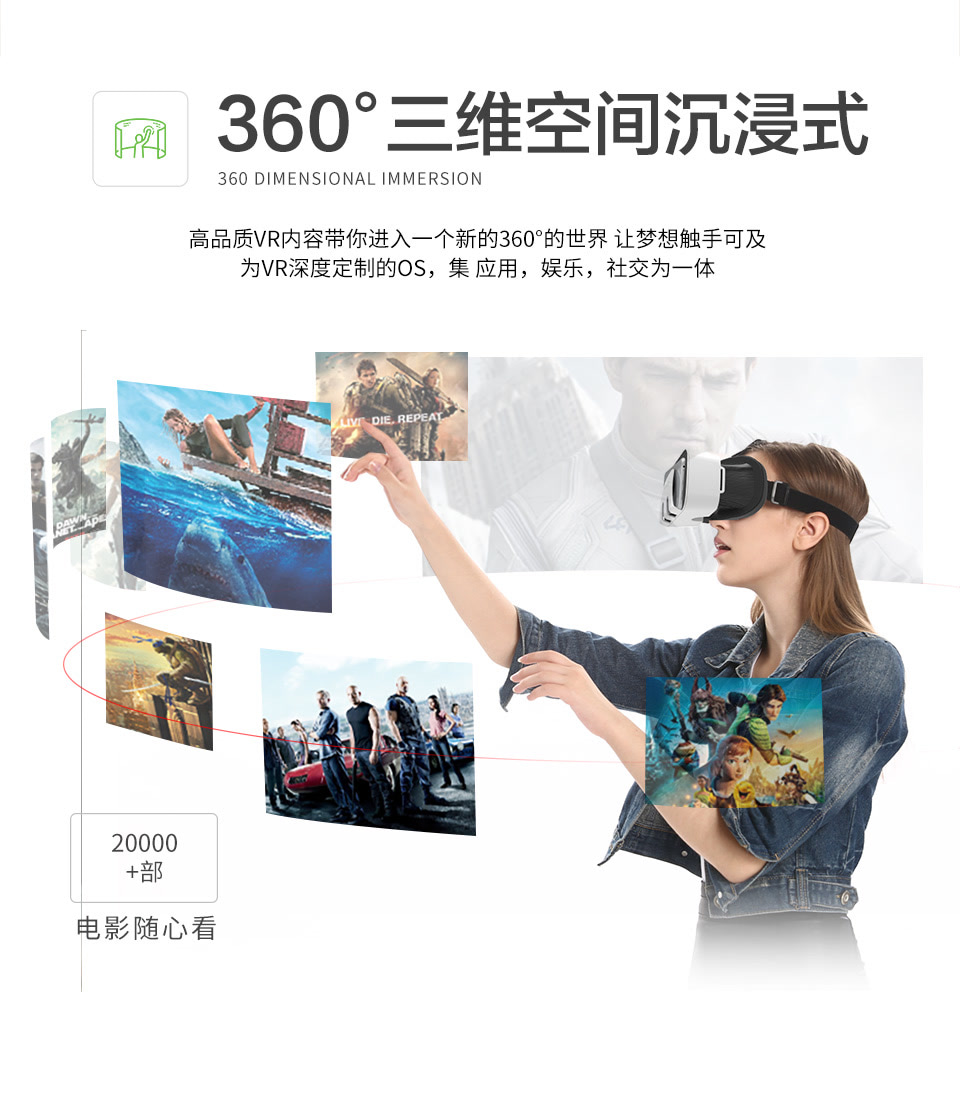 360°三维空间沉浸式
360 DIMENSIONAL IMMERSION
高品质VR内容带你进入一个新的360°的世界 让梦想触手可及
为VR深度定制的OS，集 应用，娱乐，社交为一体
LIVE. DIE. REPEAT.
DAWN
20000
+部
电影随心看